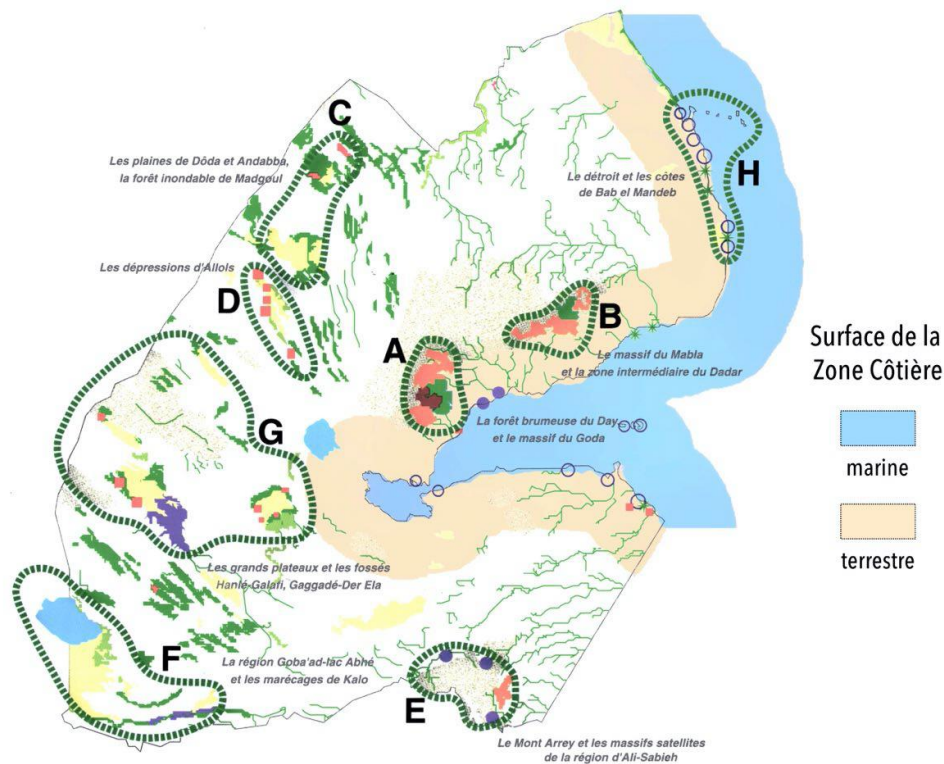 C
Les plaines de Dôda et Andabba,
la forêt inondable de Madgoul
Le détroit et les côtes
de Bab el Mandeb
H
Les dépressions d'Allols
D
B
A
Le massif du Mabla
et la zone intermédiaire du Dadar
La forêt brumeuse du Day
et le massif du Goda
G
Les grands plateaux et les fossés
Hanlé-Galafi, Gaggadé-Der Ela
F
La région Goba'ad-lac Abhé
et les marécages de Kalo
E
Le Mont Arrey et les massifs satellites
de la région d'Ali-Sabieh
Surface de la
Zone Côtière
marine
terrestre